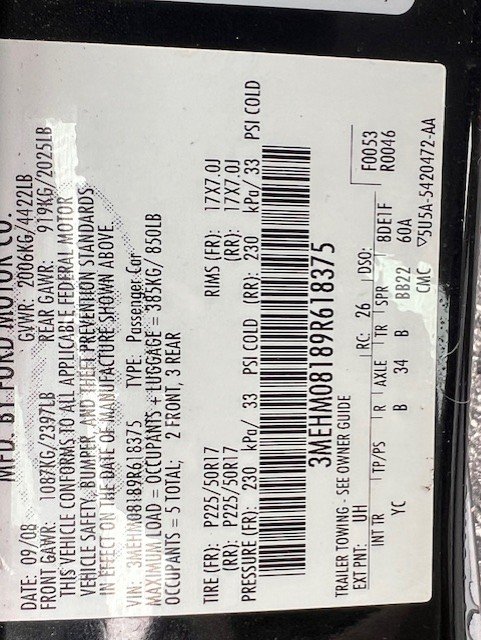 MFD. BY FORD MOTOR CO.
DATE: 09/08 GVWR: 2006KG/4422LB
FRONT GAWR: 1087KG/2397LB REAR GAWR: 919KG/2025LB
THIS VEHICLE CONFORMS TO ALL APPLICABLE FEDERAL MOTOR
VEHICLE SAFETY, BUMPER, AND THEFT PREVENTION STANDARDS
IN EFFECT ON THE DATE OF MANUFACTURE SHOWN ABOVE.
VIN: 3MEHM08189R618375 TYPE: Passenger Car
MAXIMUM LOAD = OCCUPANTS + LUGGAGE = 385KG/ 850LB
OCCUPANTS = 5 TOTAL; 2 FRONT, 3 REAR
TIRE (FR): P225/50R17 RIMS (FR): 17X7.0J
(RR): P225/50R17 (RR): 17X7.0J
PRESSURE (FR): 230 kPa/ 33 PSI COLD (RR): 230 kPa/ 33 PSI COLD
3MEHM08189R618375
TRAILER TOWING - SEE OWNER GUIDE
EXT PNT: UH RC: 26 DSO: F0053
R0046
INT TR TP/PS R AXLE TR SPR 8DE1F
YC B 34 B BB22 60A
CMC ▽5U5A-5420472-AA